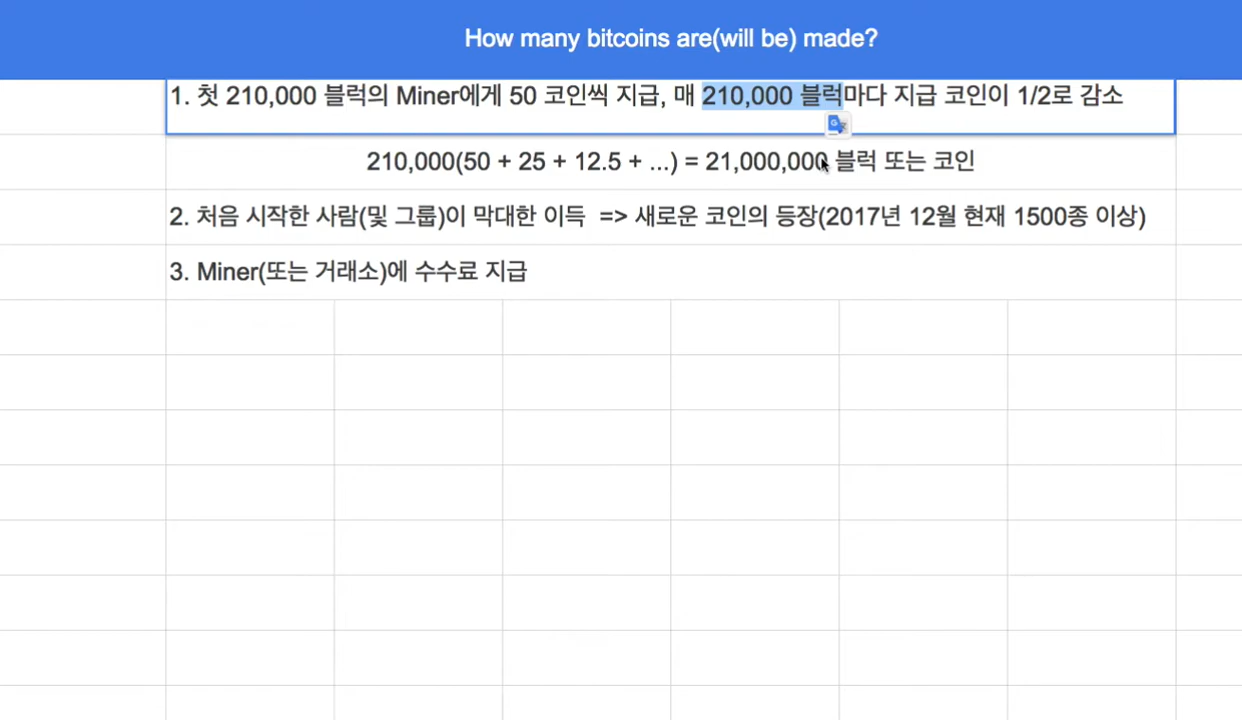 How many bitcoins are(will be) made?
1. 첫 210,000 블럭의 Miner에게 50 코인씩 지급, 매 210,000 블럭마다 지급 코인이 1/2로 감소
210,000(50 + 25 + 12.5 + ...) = 21,000,000 블럭 또는 코인
2. 처음 시작한 사람(및 그룹)이 막대한 이득 => 새로운 코인의 등장(2017년 12월 현재 1500종 이상)
3. Miner(또는 거래소)에 수수료 지급